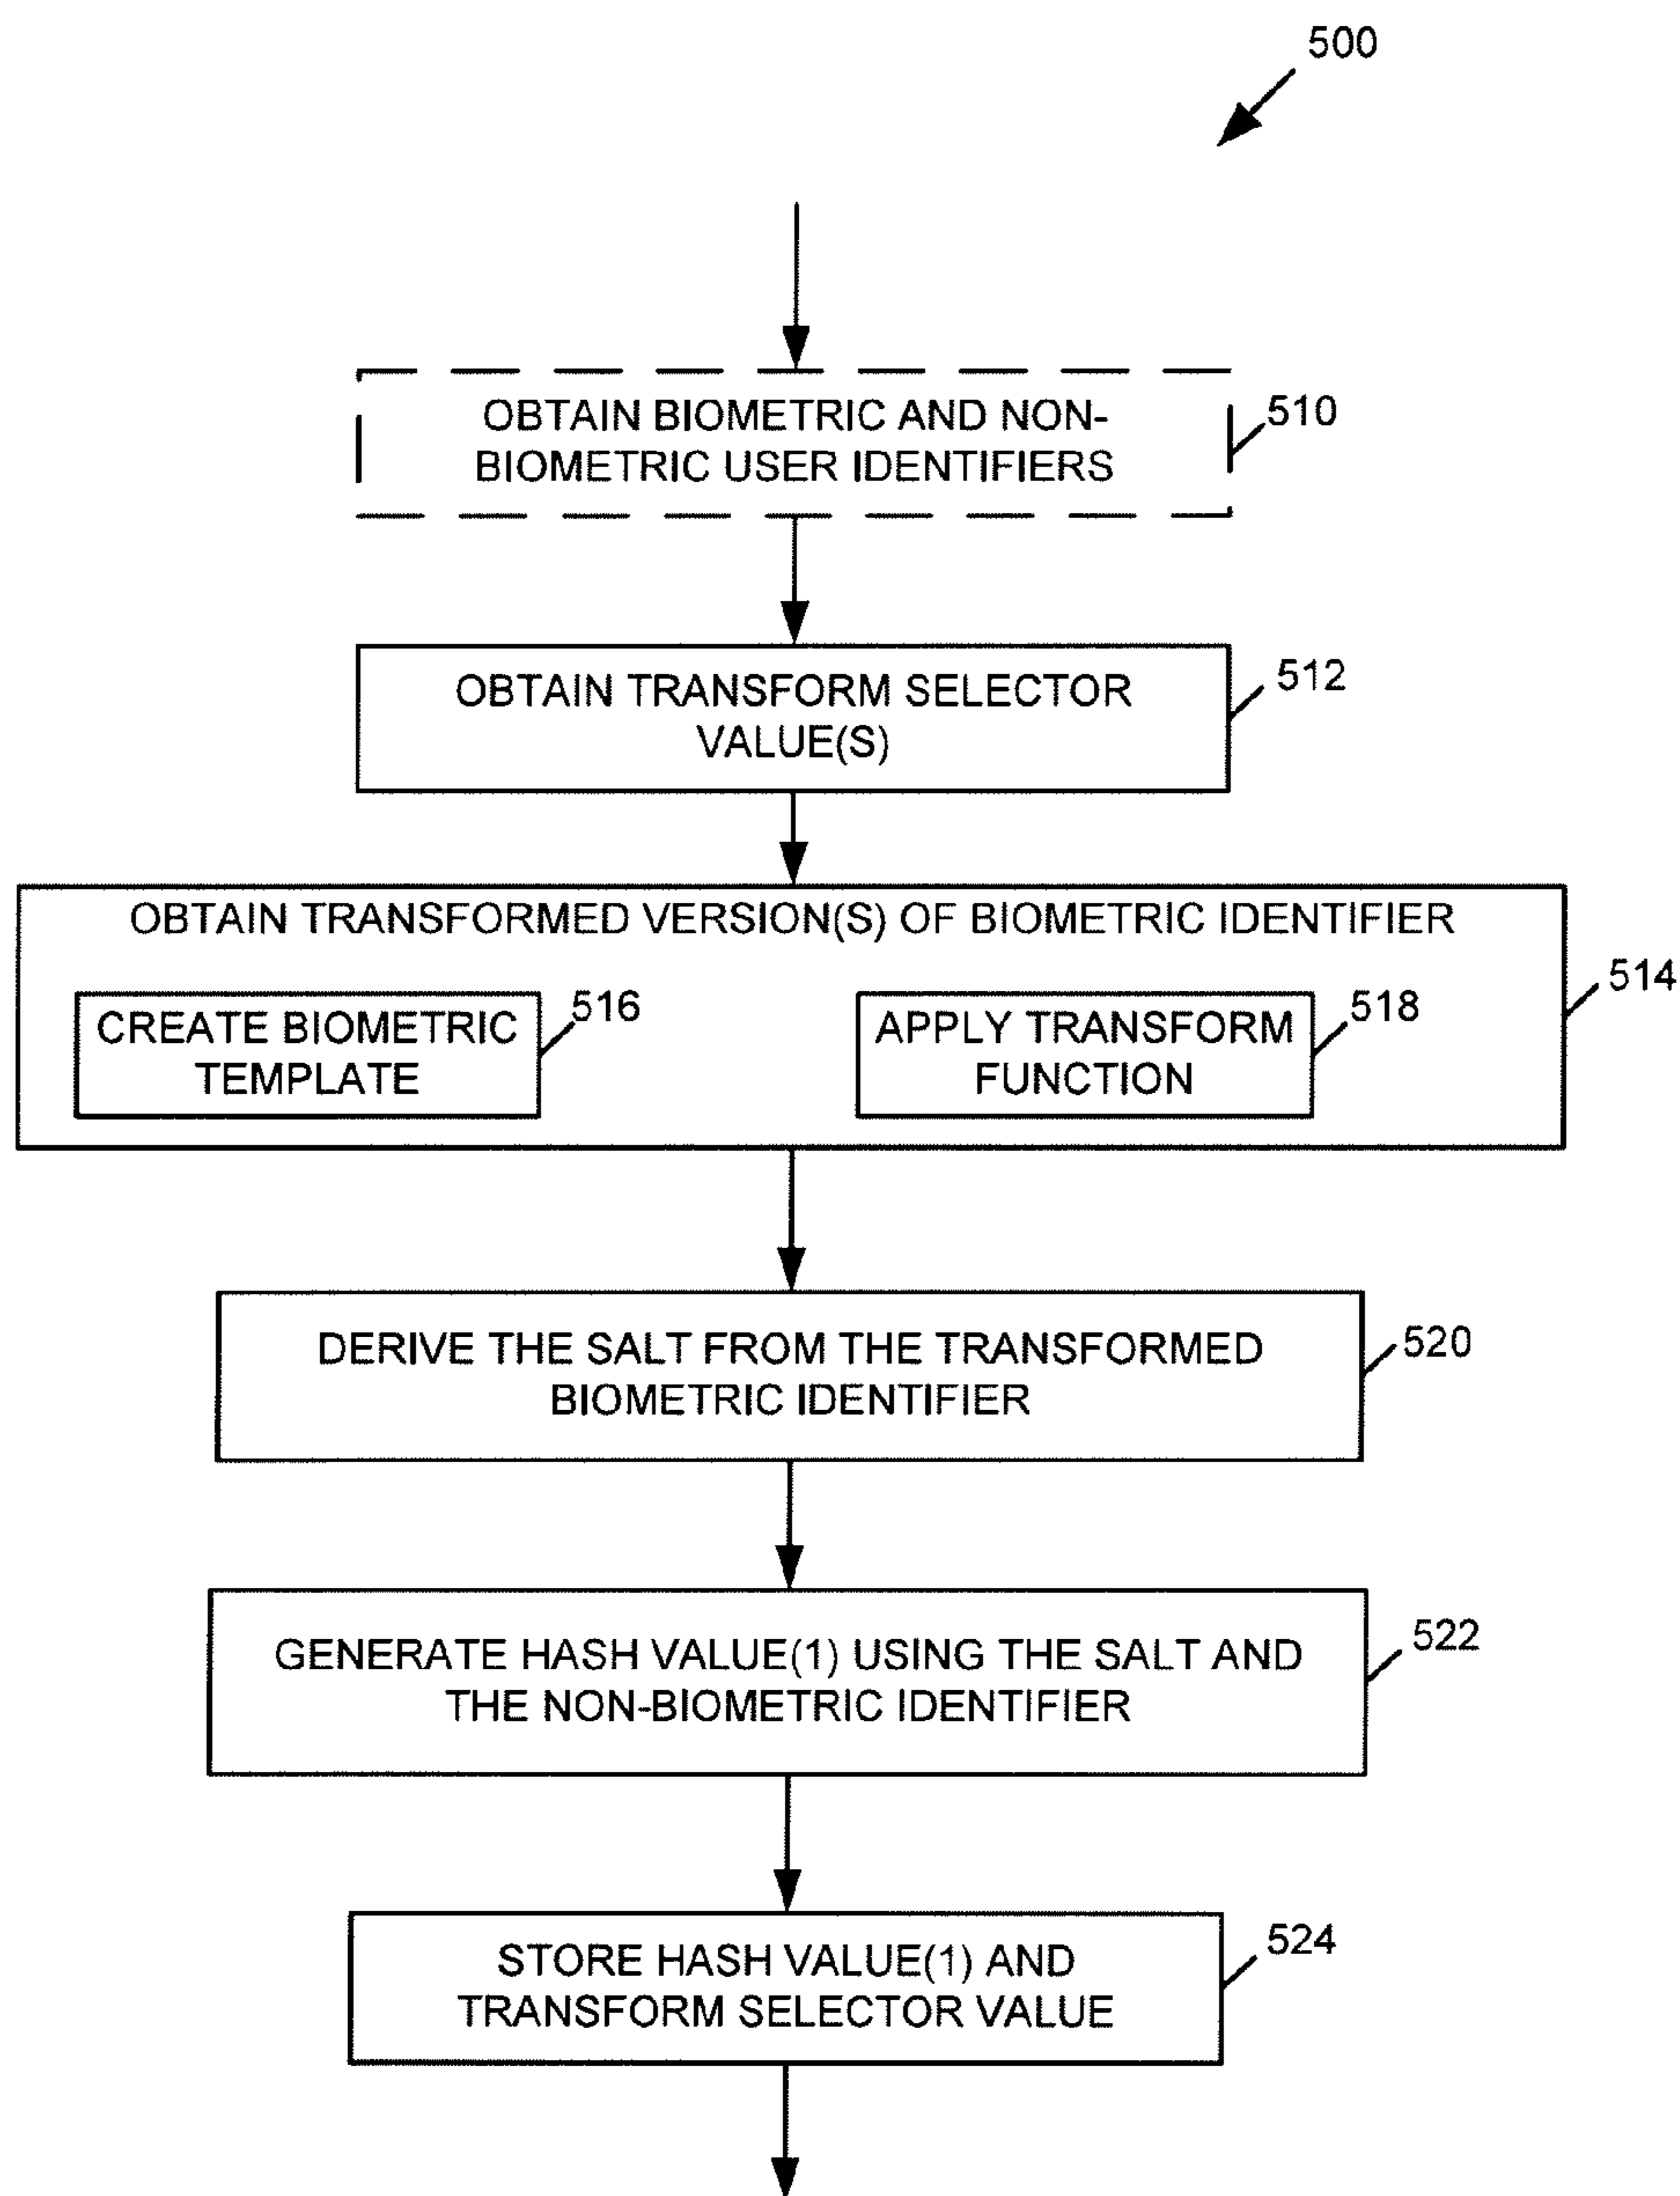 500
OBTAIN BIOMETRIC AND NON-
BIOMETRIC USER IDENTIFIERS
510
OBTAIN TRANSFORM SELECTOR
VALUE(S)
512
OBTAIN TRANSFORMED VERSION(S) OF BIOMETRIC IDENTIFIER
514
CREATE BIOMETRIC
TEMPLATE
516
APPLY TRANSFORM
FUNCTION
518
DERIVE THE SALT FROM THE TRANSFORMED
BIOMETRIC IDENTIFIER
520
GENERATE HASH VALUE(1) USING THE SALT AND
THE NON-BIOMETRIC IDENTIFIER
522
STORE HASH VALUE(1) AND
TRANSFORM SELECTOR VALUE
524